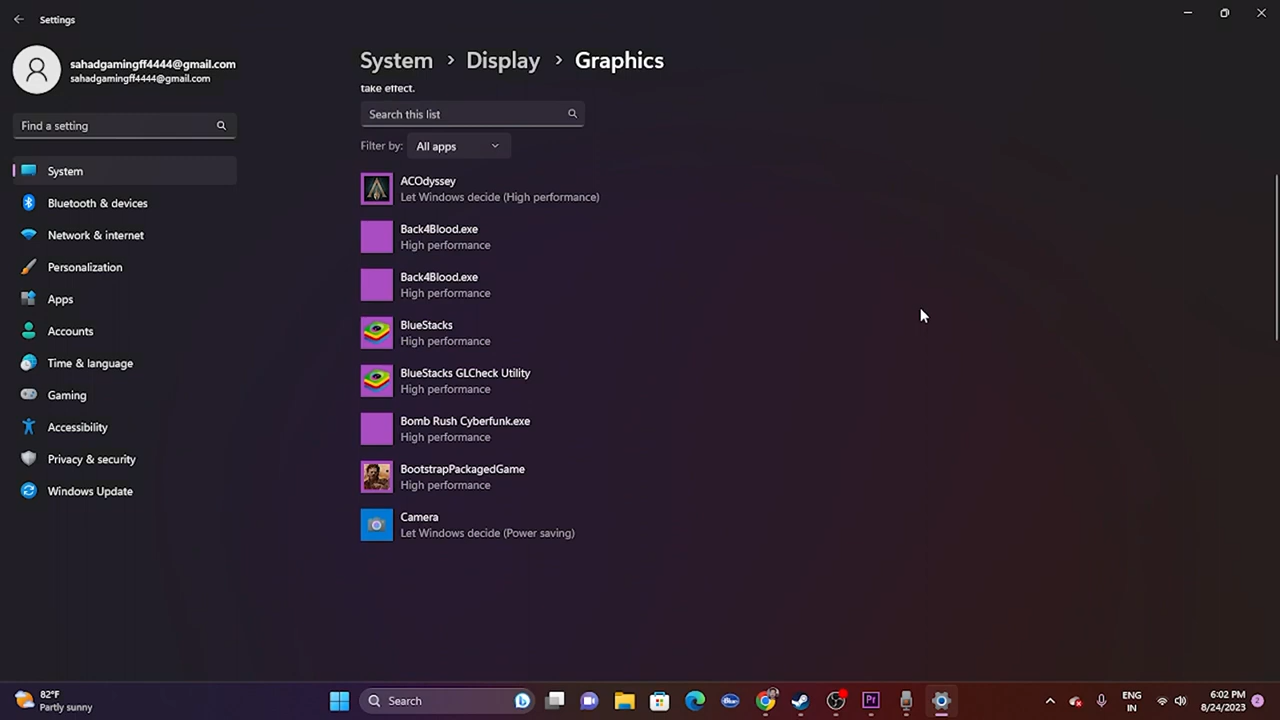 Settings
sahadgamingff4444@gmail.com
sahadgamingff4444@gmail.com
Find a setting
System
Bluetooth & devices
Network & internet
Personalization
Apps
Accounts
Time & language
Gaming
Accessibility
Privacy & security
Windows Update
System › Display › Graphics
take effect.
Search this list
Filter by: All apps
ACOdyssey
Let Windows decide (High performance)
Back4Blood.exe
High performance
Back4Blood.exe
High performance
BlueStacks
High performance
BlueStacks GLCheck Utility
High performance
Bomb Rush Cyberfunk.exe
High performance
BootstrapPackagedGame
High performance
Camera
Let Windows decide (Power saving)
82°F
Partly sunny
Search
Pr
ENG
IN
6:02 PM
8/24/2023
2